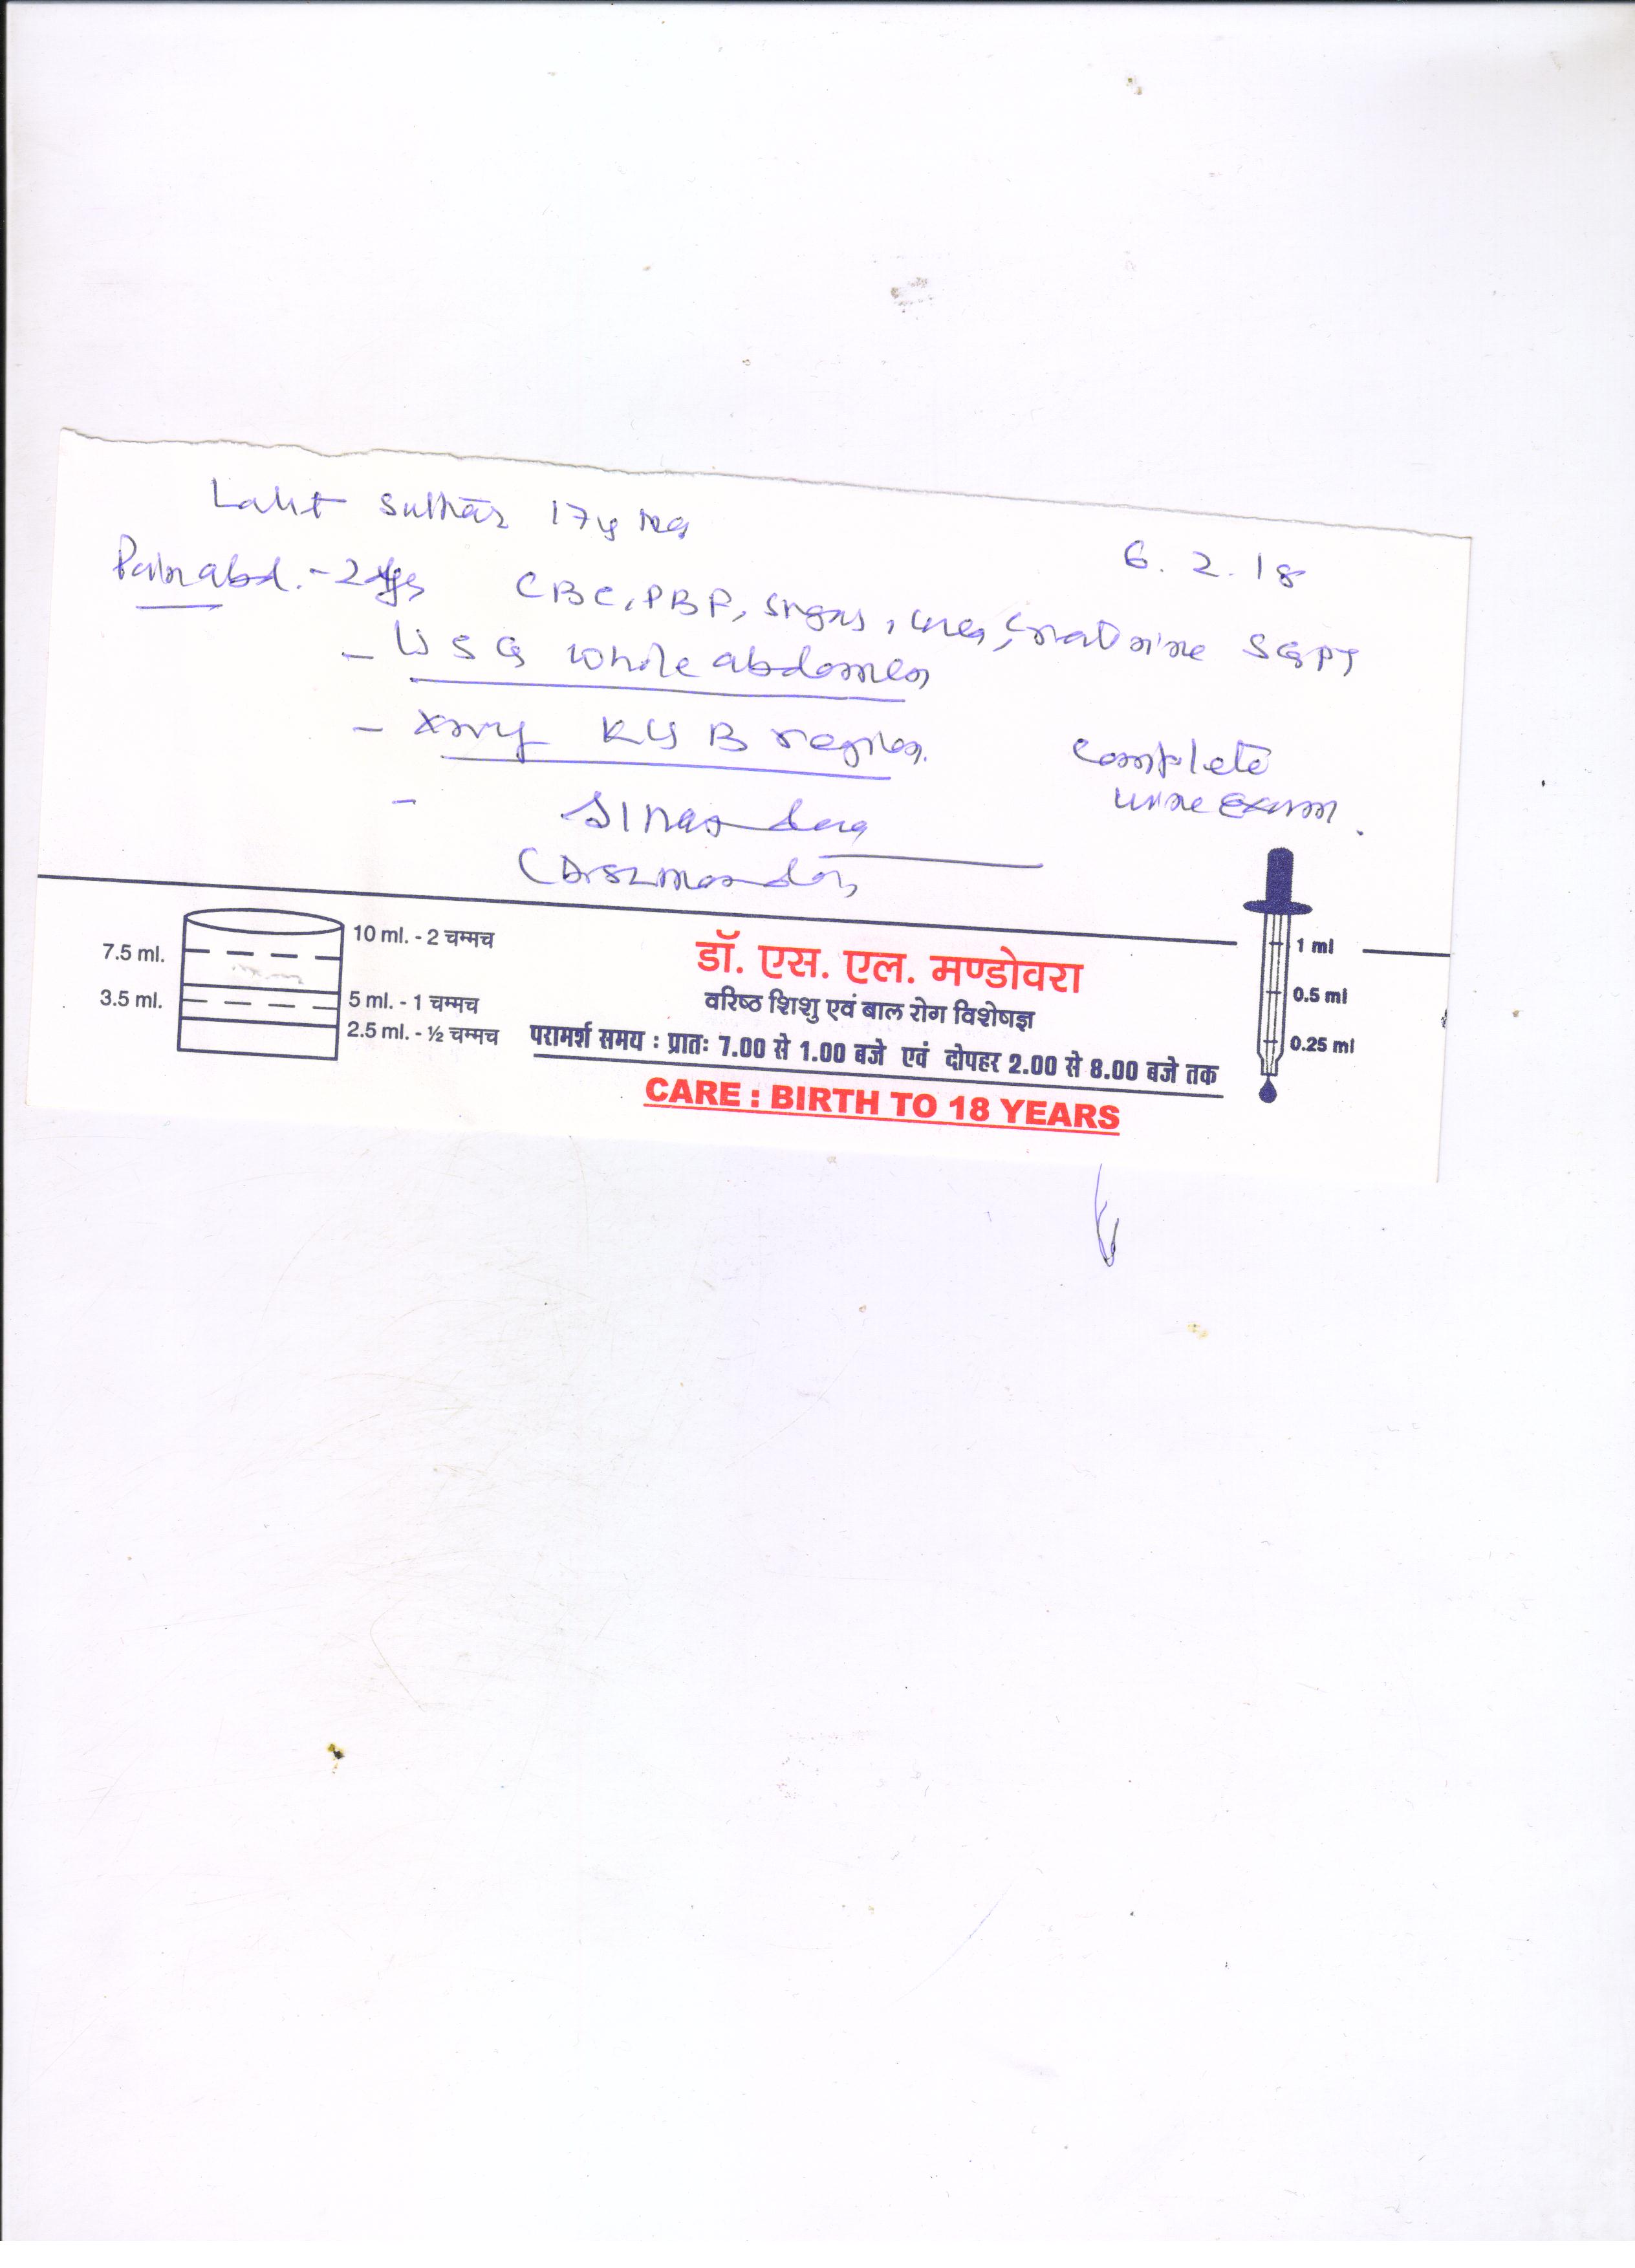 Lalit Suthar 17y
6.2.18
Pain abd. - 2
CBC, PBF, Sugar, Urea, Creatinine SGPT
- USG whole abdomen
- Xray KUB region.
Complete
urine Exam.
-
10 ml. - 2 चम्मच
7.5 ml.
5 ml. - 1 चम्मच
3.5 ml.
2.5 ml. - ½ चम्मच
डॉ. एस. एल. मण्डोवरा
वरिष्ठ शिशु एवं बाल रोग विशेषज्ञ
परामर्श समय : प्रातः 7.00 से 1.00 बजे एवं दोपहर 2.00 से 8.00 बजे तक
CARE : BIRTH TO 18 YEARS
1 ml
0.5 ml
0.25 ml